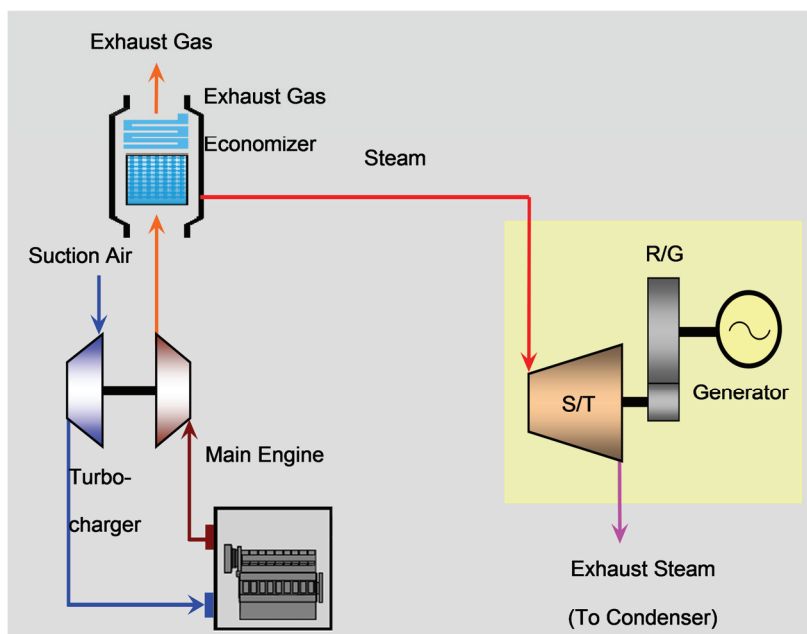 Exhaust Gas
Exhaust Gas
Economizer
Steam
Suction Air
R/G
Generator
S/T
Main Engine
Turbo-
charger
Exhaust Steam
(To Condenser)